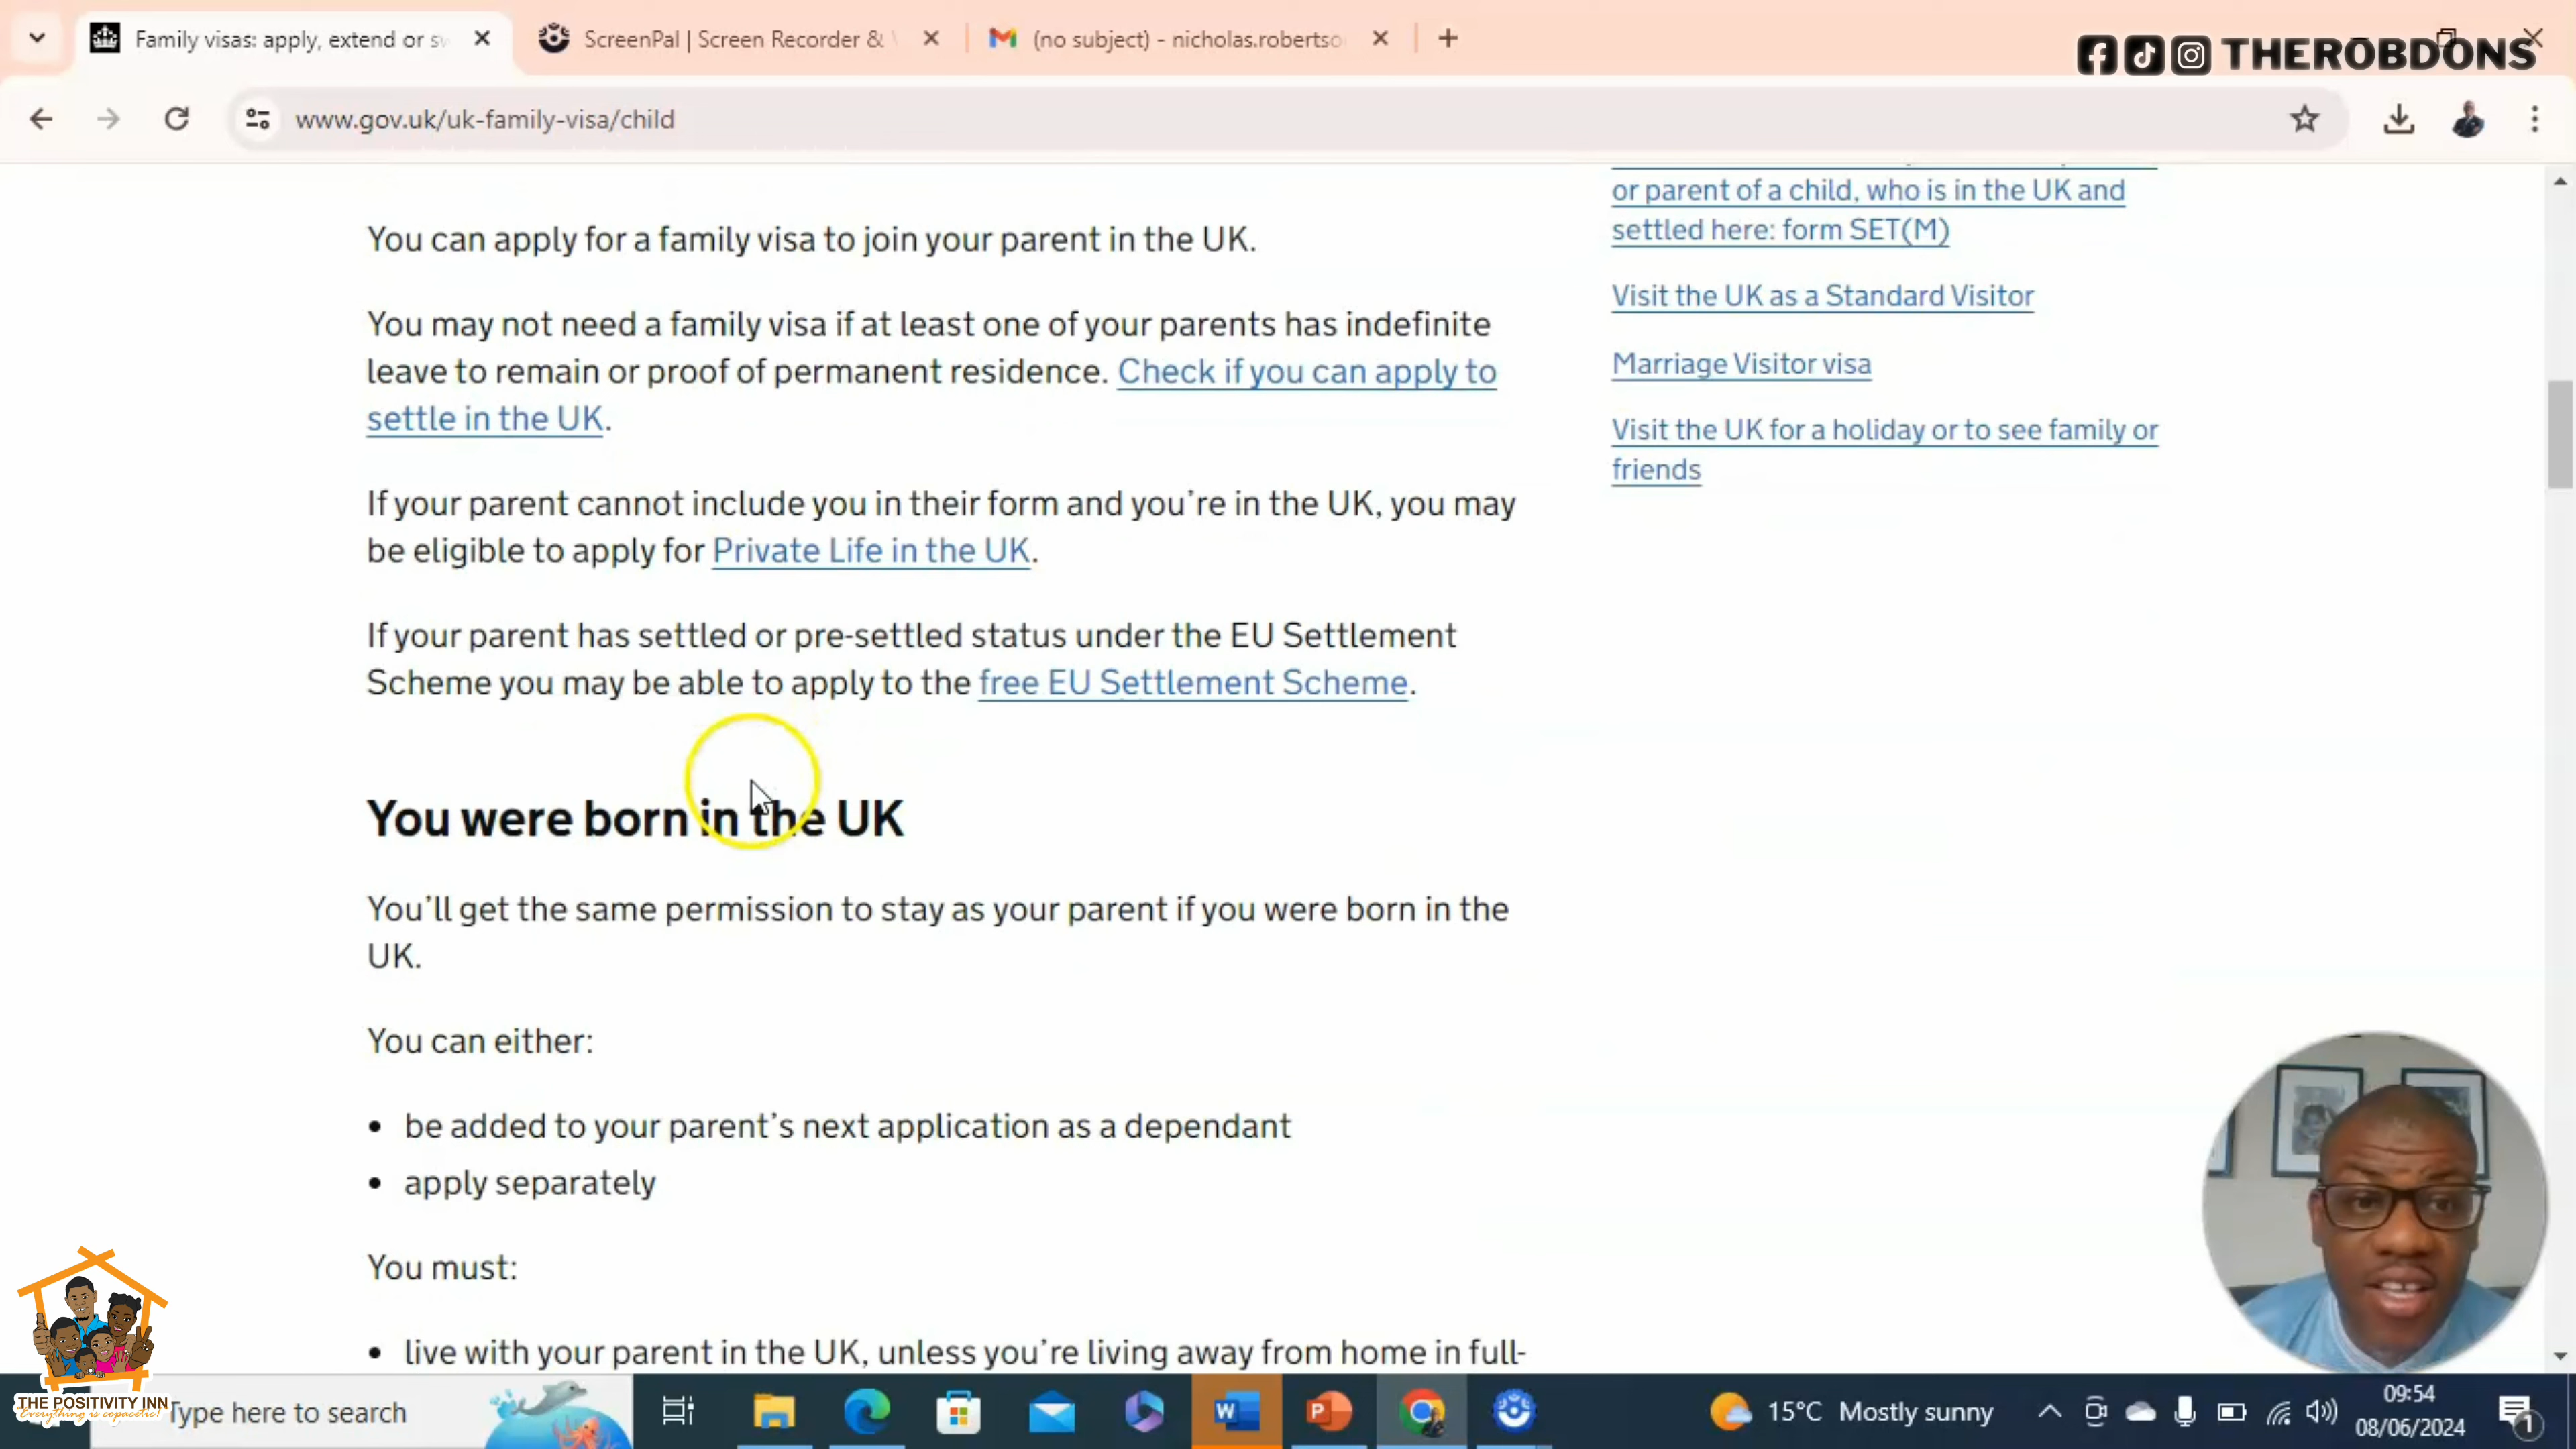 Family visas: apply, extend or sw
ScreenPal | Screen Recorder &
(no subject) - nicholas.robertso
THEROBDONS
www.gov.uk/uk-family-visa/child
You can apply for a family visa to join your parent in the UK.
You may not need a family visa if at least one of your parents has indefinite
leave to remain or proof of permanent residence. Check if you can apply to
settle in the UK.
If your parent cannot include you in their form and you’re in the UK, you may
be eligible to apply for Private Life in the UK.
If your parent has settled or pre-settled status under the EU Settlement
Scheme you may be able to apply to the free EU Settlement Scheme.
You were born in the UK
You’ll get the same permission to stay as your parent if you were born in the
UK.
You can either:
• be added to your parent’s next application as a dependant
• apply separately
You must:
• live with your parent in the UK, unless you’re living away from home in full-
or parent of a child, who is in the UK and
settled here: form SET(M)
Visit the UK as a Standard Visitor
Marriage Visitor visa
Visit the UK for a holiday or to see family or
friends
THE POSITIVITY INN
Everything is copacetic!
Type here to search
15°C Mostly sunny
09:54
08/06/2024
1